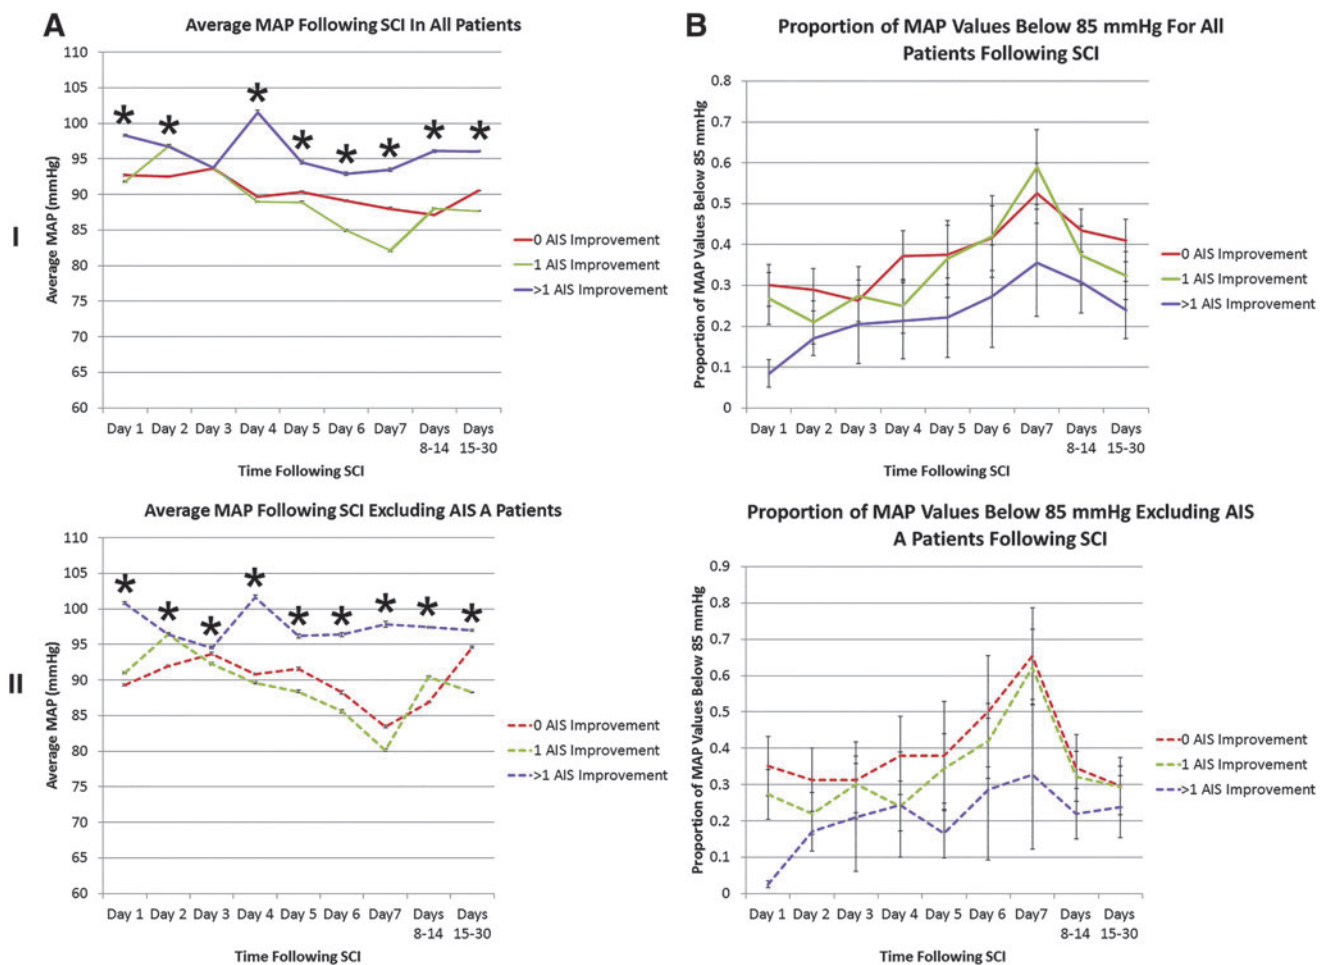 A
Average MAP Following SCI In All Patients
I
Average MAP (mmHg)
110
105
100
95
90
85
80
75
70
65
60
* * * * * * * *
0 AIS Improvement
1 AIS Improvement
>1 AIS Improvement
Day 1 Day 2 Day 3 Day 4 Day 5 Day 6 Day7 Days Days
8-14 15-30
Time Following SCI
B
Proportion of MAP Values Below 85 mmHg For All
Patients Following SCI
Proportion of MAP Values Below 85 mmHg
0.8
0.7
0.6
0.5
0.4
0.3
0.2
0.1
0
0 AIS Improvement
1 AIS Improvement
>1 AIS Improvement
Day 1 Day 2 Day 3 Day 4 Day 5 Day 6 Day7 Days Days
8-14 15-30
Time Following SCI
II
Average MAP Following SCI Excluding AIS A Patients
Average MAP (mmHg)
110
105
100
95
90
85
80
75
70
65
60
* * * * * * * * *
0 AIS Improvement
1 AIS Improvement
>1 AIS Improvement
Day 1 Day 2 Day 3 Day 4 Day 5 Day 6 Day7 Days Days
8-14 15-30
Time Following SCI
Proportion of MAP Values Below 85 mmHg Excluding AIS
A Patients Following SCI
Proportion of MAP Values Below 85 mmHg
0.9
0.8
0.7
0.6
0.5
0.4
0.3
0.2
0.1
0
0 AIS Improvement
1 AIS Improvement
>1 AIS Improvement
Day 1 Day 2 Day 3 Day 4 Day 5 Day 6 Day7 Days Days
8-14 15-30
Time Following SCI